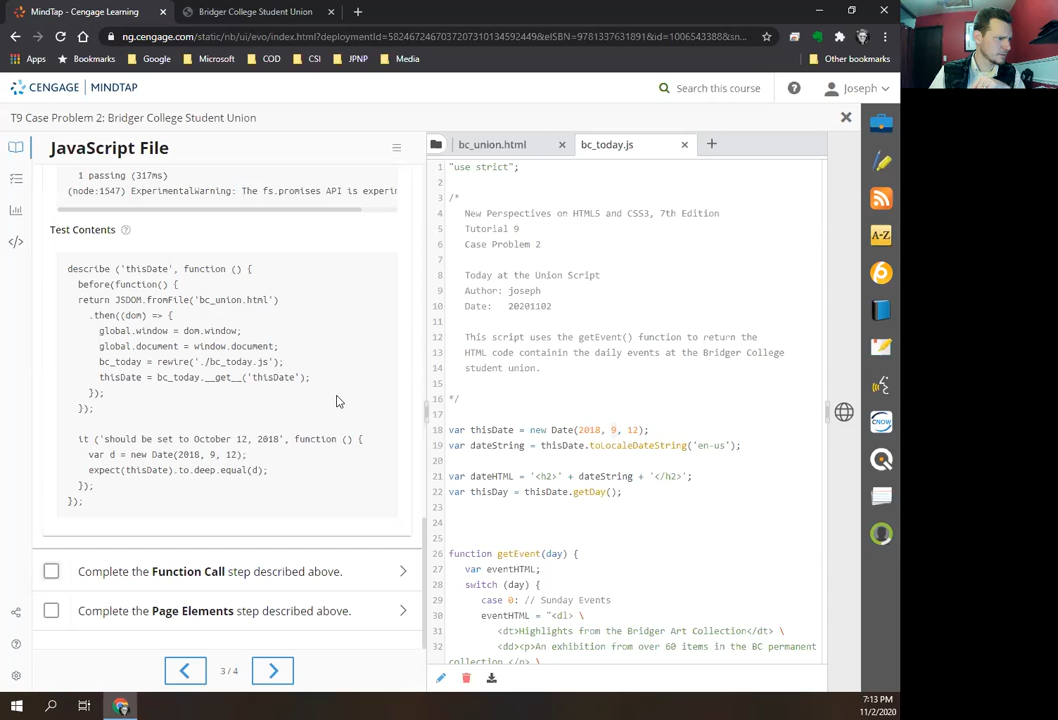 MindTap - Cengage Learning
Bridger College Student Union
ng.cengage.com/static/nb/ui/evo/index.html?deploymentId=58246724670372073101345924499&eISBN=9781337631891&id=1006543388&sn...
Apps
Bookmarks
Google
Microsoft
COD
CSI
JPNP
Media
Other bookmarks
CENGAGE | MINDTAP
Search this course
Joseph
T9 Case Problem 2: Bridger College Student Union
JavaScript File
1 passing (317ms)
(node:1547) ExperimentalWarning: The fs.promises API is experim
Test Contents
describe ('thisDate', function () {
before(function() {
return JSDOM.fromFile('bc_union.html')
.then((dom) => {
global.window = dom.window;
global.document = window.document;
bc_today = rewire('./bc_today.js');
thisDate = bc_today.__get__('thisDate');
});
});
it ('should be set to October 12, 2018', function () {
var d = new Date(2018, 9, 12);
expect(thisDate).to.deep.equal(d);
});
});
Complete the Function Call step described above.
Complete the Page Elements step described above.
3 / 4
bc_union.html
bc_today.js
1 "use strict";
2
3 /*
4 New Perspectives on HTML5 and CSS3, 7th Edition
5 Tutorial 9
6 Case Problem 2
7
8 Today at the Union Script
9 Author: joseph
10 Date: 20201102
11
12 This script uses the getEvent() function to return the
13 HTML code containin the daily events at the Bridger College
14 student union.
15
16 */
17
18 var thisDate = new Date(2018, 9, 12);
19 var dateString = thisDate.toLocaleDateString('en-us');
20
21 var dateHTML = '<h2>' + dateString + '</h2>';
22 var thisDay = thisDate.getDay();
23
24
25
26 function getEvent(day) {
27 var eventHTML;
28 switch (day) {
29 case 0: // Sunday Events
30 eventHTML = "<dl> \
31 <dt>Highlights from the Bridger Art Collection</dt> \
32 <dd><p>An exhibition from over 60 items in the BC permanent
collection.</p> \
A-Z
CNOW
7:13 PM
11/2/2020